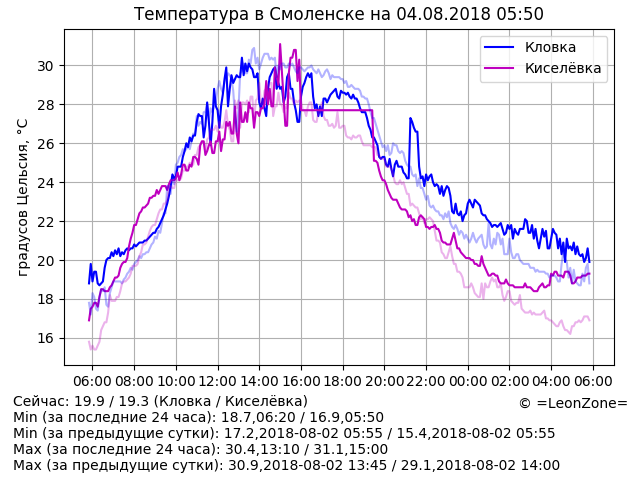 Температура в Смоленске на 04.08.2018 05:50
Кловка
Киселёвка
градусов Цельсия, °C
30
28
26
24
22
20
18
16
06:00 08:00 10:00 12:00 14:00 16:00 18:00 20:00 22:00 00:00 02:00 04:00 06:00
Сейчас: 19.9 / 19.3 (Кловка / Киселёвка)
© =LeonZone=
Min (за последние 24 часа): 18.7,06:20 / 16.9,05:50
Min (за предыдущие сутки): 17.2,2018-08-02 05:55 / 15.4,2018-08-02 05:55
Max (за последние 24 часа): 30.4,13:10 / 31.1,15:00
Max (за предыдущие сутки): 30.9,2018-08-02 13:45 / 29.1,2018-08-02 14:00